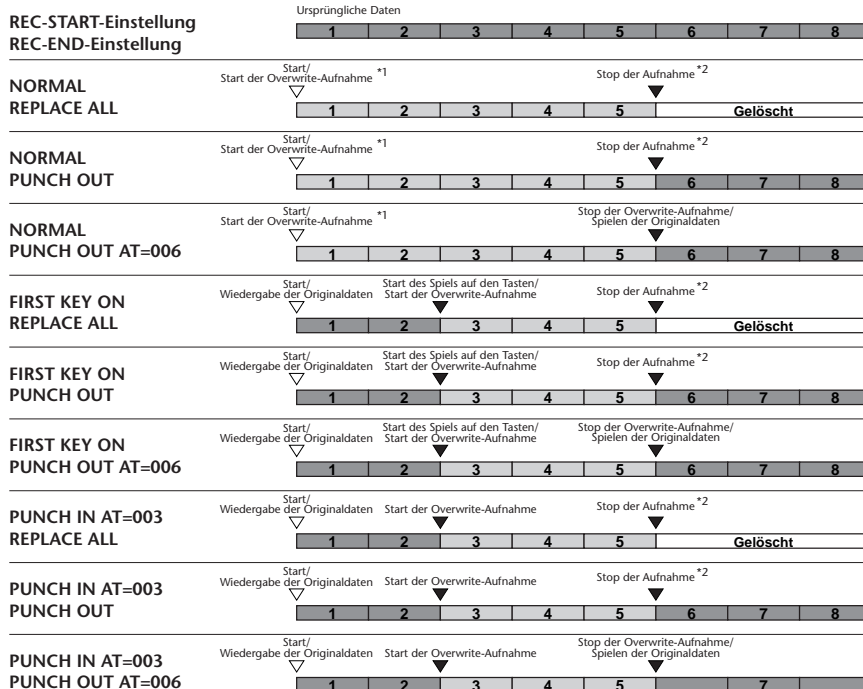 Ursprüngliche Daten
REC-START-Einstellung
REC-END-Einstellung
1 2 3 4 5 6 7 8
NORMAL
REPLACE ALL
Start/
Start der Overwrite-Aufnahme *1
Stop der Aufnahme *2
1 2 3 4 5 Gelöscht
NORMAL
PUNCH OUT
Start/
Start der Overwrite-Aufnahme *1
Stop der Aufnahme *2
1 2 3 4 5 6 7 8
NORMAL
PUNCH OUT AT=006
Start/
Start der Overwrite-Aufnahme *1
Stop der Overwrite-Aufnahme/
Spielen der Originaldaten
1 2 3 4 5 6 7 8
FIRST KEY ON
REPLACE ALL
Start/
Wiedergabe der Originaldaten
Start des Spiels auf den Tasten/
Start der Overwrite-Aufnahme
Stop der Aufnahme *2
1 2 3 4 5 Gelöscht
FIRST KEY ON
PUNCH OUT
Start/
Wiedergabe der Originaldaten
Start des Spiels auf den Tasten/
Start der Overwrite-Aufnahme
Stop der Aufnahme *2
1 2 3 4 5 6 7 8
FIRST KEY ON
PUNCH OUT AT=006
Start/
Wiedergabe der Originaldaten
Start des Spiels auf den Tasten/
Start der Overwrite-Aufnahme
Stop der Overwrite-Aufnahme/
Spielen der Originaldaten
1 2 3 4 5 6 7 8
PUNCH IN AT=003
REPLACE ALL
Start/
Wiedergabe der Originaldaten
Start der Overwrite-Aufnahme
Stop der Aufnahme *2
1 2 3 4 5 Gelöscht
PUNCH IN AT=003
PUNCH OUT
Start/
Wiedergabe der Originaldaten
Start der Overwrite-Aufnahme
Stop der Aufnahme *2
1 2 3 4 5 6 7 8
PUNCH IN AT=003
PUNCH OUT AT=006
Start/
Wiedergabe der Originaldaten
Start der Overwrite-Aufnahme
Stop der Overwrite-Aufnahme/
Spielen der Originaldaten
1 2 3 4 5 7